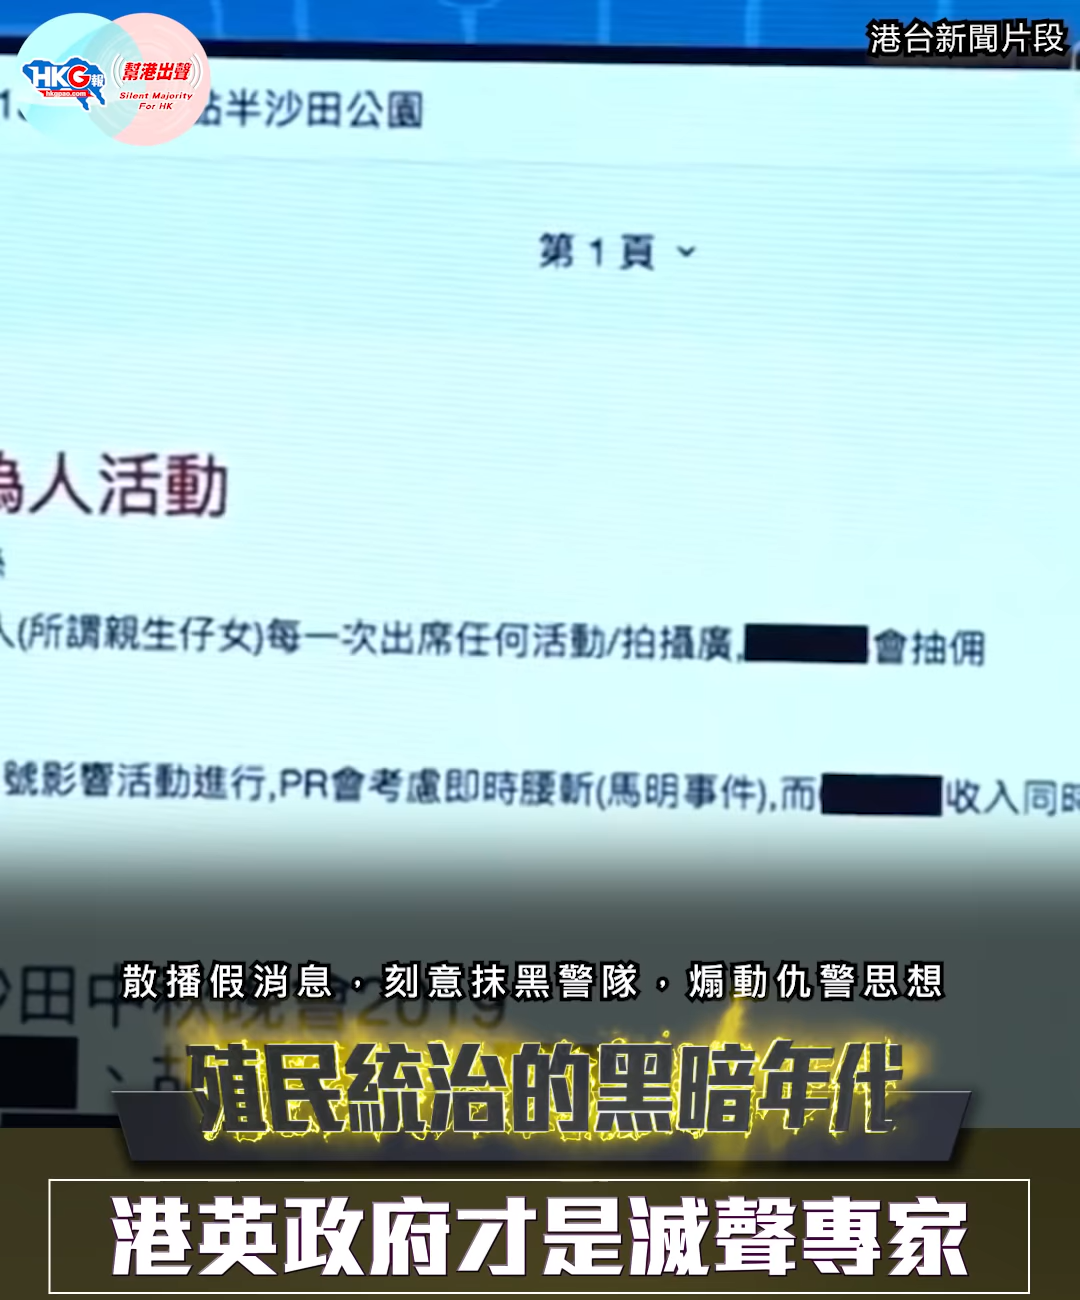 港台新聞片段
HKG報
hkgpao.com
幫港出聲
Silent Majority
For HK
點半沙田公園
第 1 頁
為人活動
人(所謂親生仔女)每一次出席任何活動/拍攝廣,
會抽佣
號影響活動進行,PR會考慮即時腰斬(馬明事件),而
收入同時
沙田中秋晚會2019
散播假消息，刻意抹黑警隊，煽動仇警思想
殖民統治的黑暗年代
港英政府才是滅聲專家